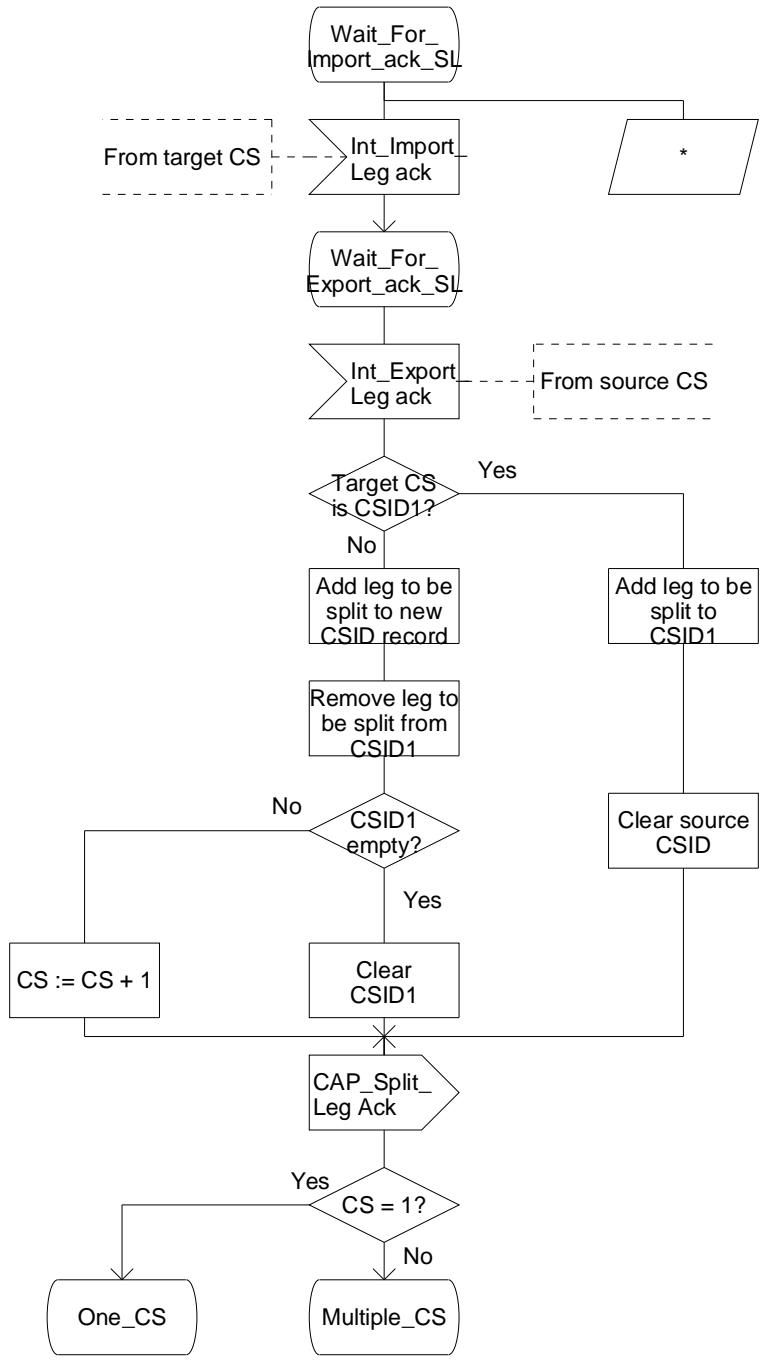 Wait_For_
Import_ack_SL
From target CS
Int_Import_
Leg ack
*
Wait_For_
Export_ack_SL
Int_Export_
Leg ack
From source CS
Target CS
is CSID1?
Yes
No
Add leg to be
split to new
CSID record
Add leg to be
split to
CSID1
Remove leg to
be split from
CSID1
No
CSID1
empty?
Clear source
CSID
Yes
CS := CS + 1
Clear
CSID1
CAP_Split_
Leg Ack
Yes
CS = 1?
No
One_CS
Multiple_CS